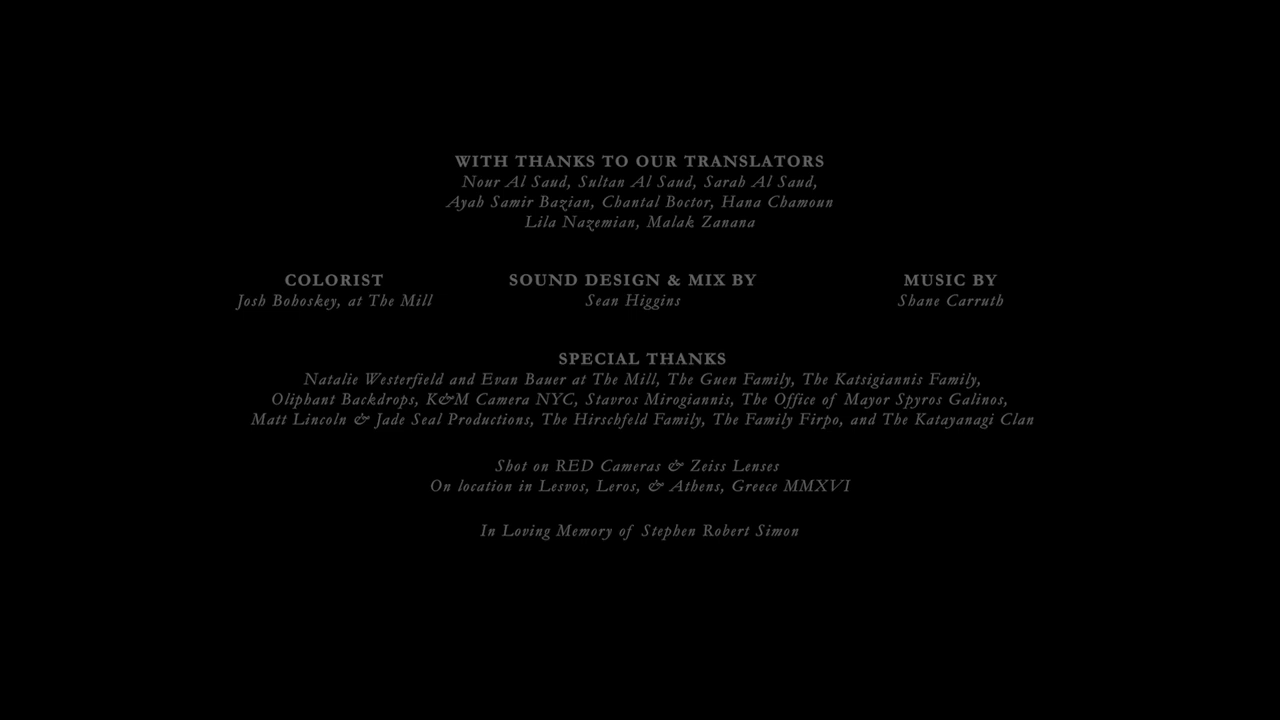 WITH THANKS TO OUR TRANSLATORS
Nour Al Saud, Sultan Al Saud, Sarah Al Saud,
Ayah Samir Bazian, Chantal Boctor, Hana Chamoun
Lila Nazemian, Malak Zanana
COLORIST
Josh Bohoskey, at The Mill
SOUND DESIGN & MIX BY
Sean Higgins
MUSIC BY
Shane Carruth
SPECIAL THANKS
Natalie Westerfield and Evan Bauer at The Mill, The Guen Family, The Katsigiannis Family,
Oliphant Backdrops, K&M Camera NYC, Stavros Mirogiannis, The Office of Mayor Spyros Galinos,
Matt Lincoln & Jade Seal Productions, The Hirschfeld Family, The Family Firpo, and The Katayanagi Clan
Shot on RED Cameras & Zeiss Lenses
On location in Lesvos, Leros, & Athens, Greece MMXVI
In Loving Memory of Stephen Robert Simon